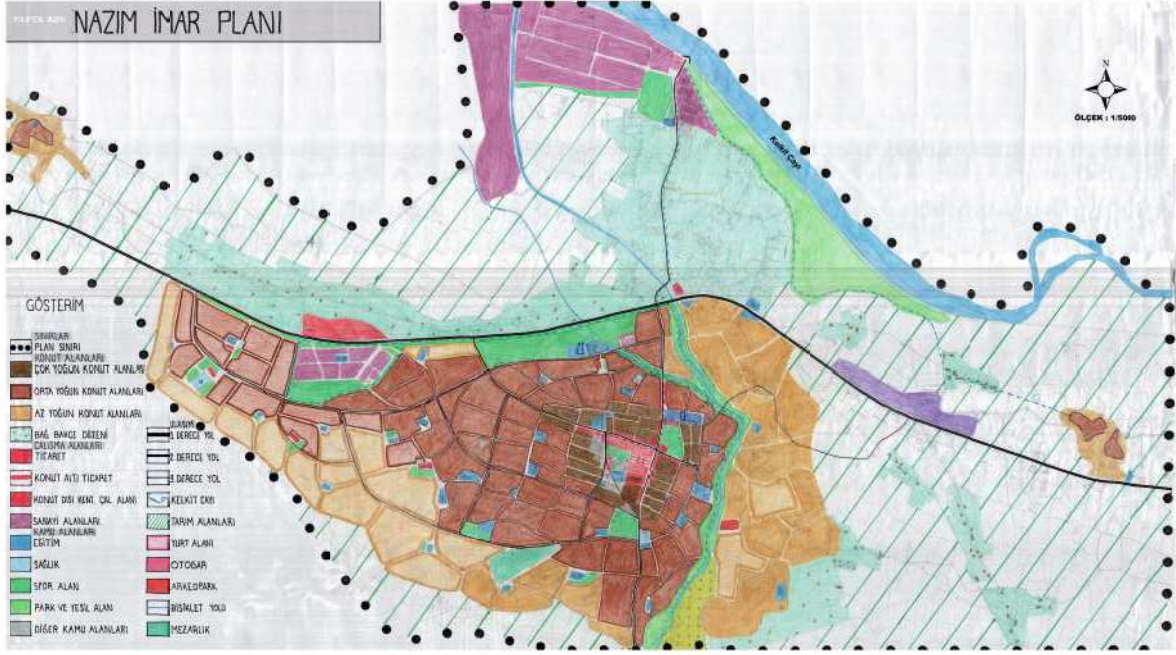 PAFTA ADI:
NAZIM İMAR PLANI
N
ÖLÇEK : 1/5000
Kelkit Çayı
GÖSTERİM
SINIRLAR
PLAN SINIRI
KONUT ALANLARI
ÇOK YOĞUN KONUT ALANLARI
ORTA YOĞUN KONUT ALANLARI
AZ YOĞUN KONUT ALANLARI
BAĞ BAHÇE DÜZENİ
ÇALIŞMA ALANLARI
TİCARET
KONUT ALTI TİCARET
KONUT DIŞI KENT. ÇAL. ALANI
SANAYİ ALANLARI
KAMU ALANLARI
EĞİTİM
SAĞLIK
SPOR ALAN
PARK VE YEŞİL ALAN
DİĞER KAMU ALANLARI
ULAŞIM
1. DERECE YOL
2. DERECE YOL
3. DERECE YOL
KELKİT ÇAYI
TARIM ALANLARI
YURT ALANI
OTOGAR
ARKEOPARK
BİSİKLET YOLU
MEZARLIK